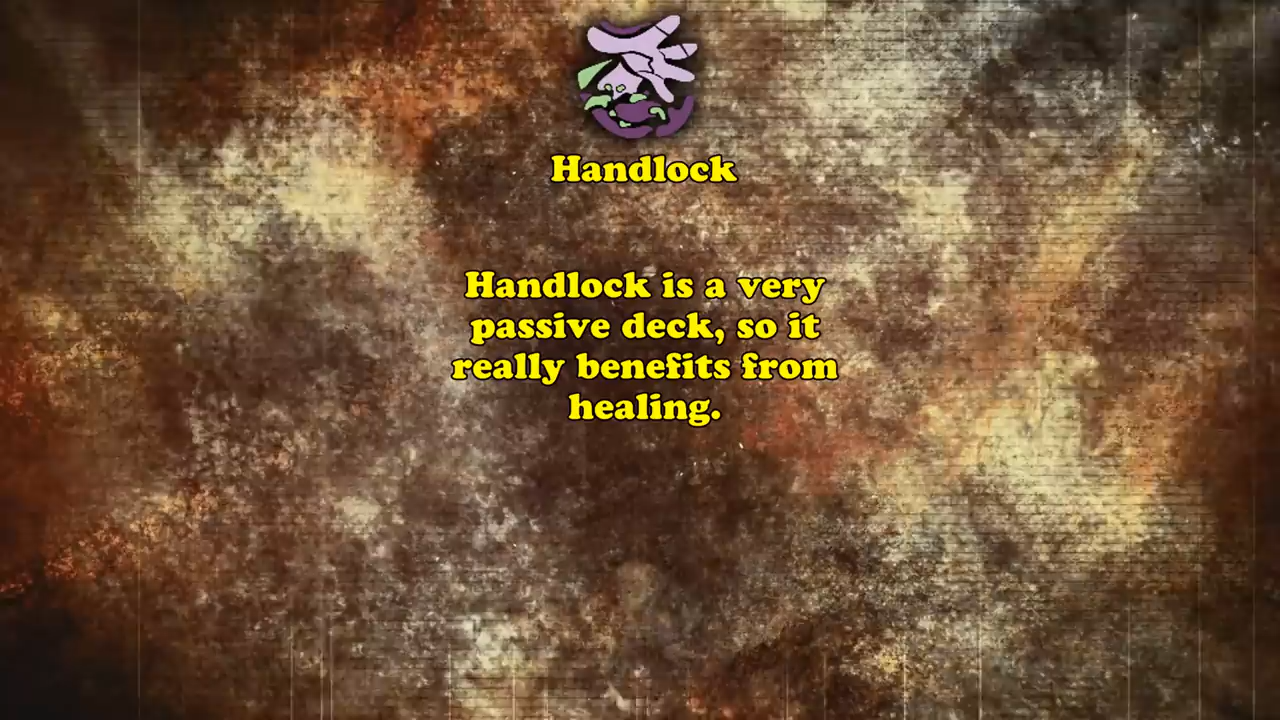 Handlock
Handlock is a very
passive deck, so it
really benefits from
healing.